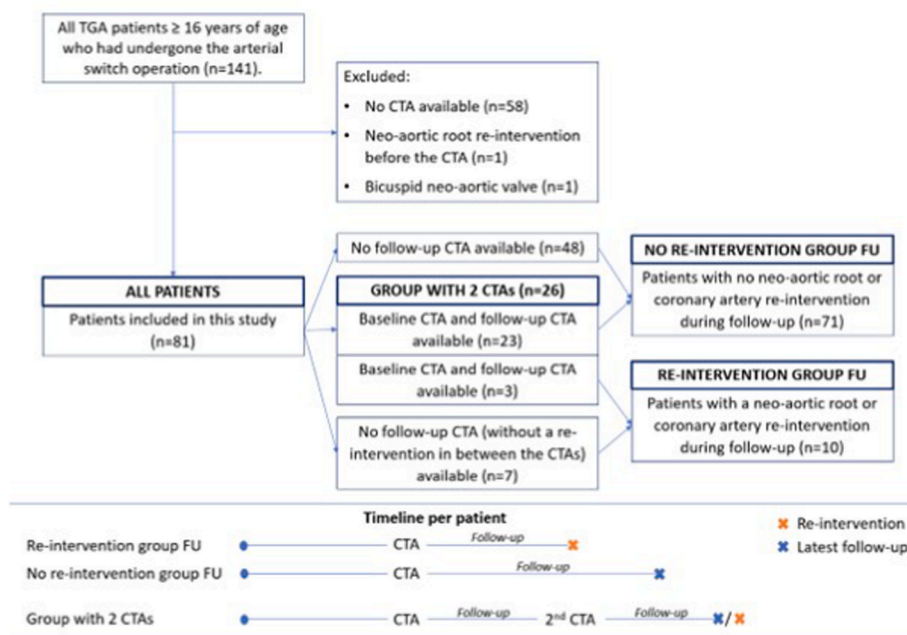 All TGA patients ≥ 16 years of age
who had undergone the arterial
switch operation (n=141).
Excluded:
• No CTA available (n=58)
• Neo-aortic root re-intervention
before the CTA (n=1)
• Bicuspid neo-aortic valve (n=1)
ALL PATIENTS
Patients included in this study
(n=81)
No follow-up CTA available (n=48)
GROUP WITH 2 CTAs (n=26)
Baseline CTA and follow-up CTA
available (n=23)
Baseline CTA and follow-up CTA
available (n=3)
No follow-up CTA (without a re-
intervention in between the CTAs)
available (n=7)
NO RE-INTERVENTION GROUP FU
Patients with no neo-aortic root or
coronary artery re-intervention
during follow-up (n=71)
RE-INTERVENTION GROUP FU
Patients with a neo-aortic root or
coronary artery re-intervention
during follow-up (n=10)
Timeline per patient
Re-intervention
Latest follow-up
Re-intervention group FU CTA Follow-up
No re-intervention group FU CTA Follow-up
Group with 2 CTAs CTA Follow-up 2nd CTA Follow-up /